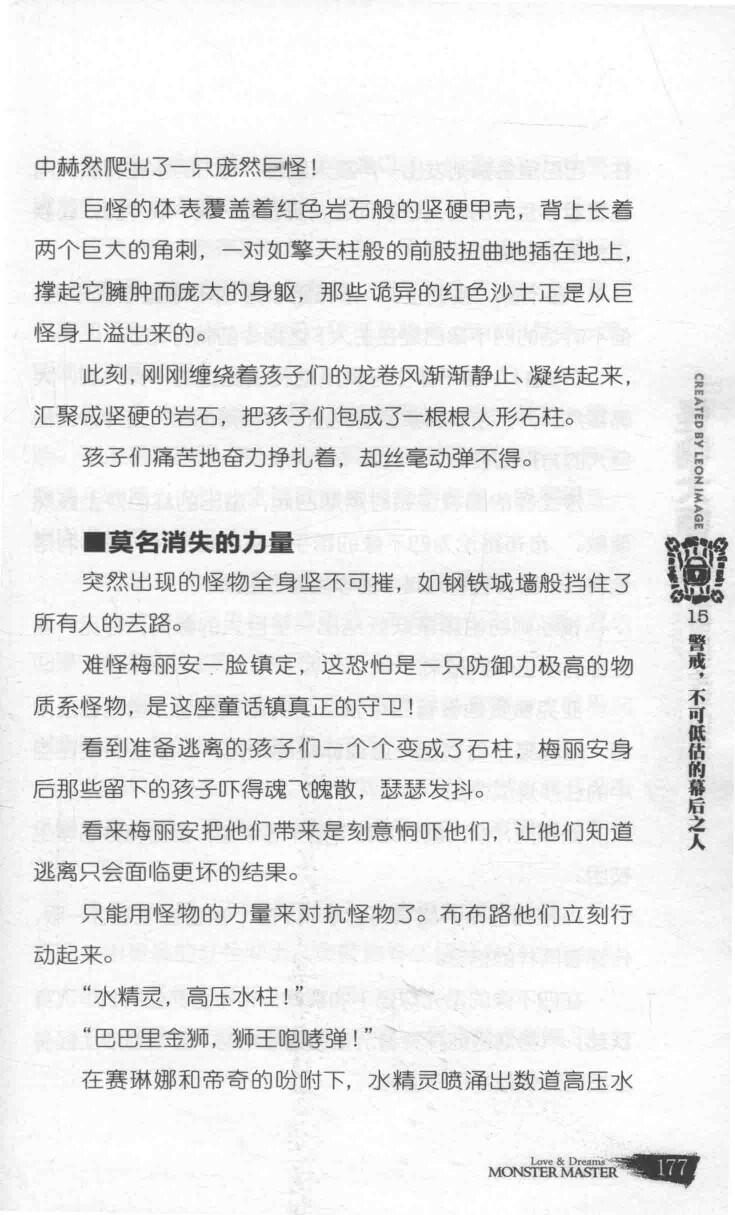 中赫然爬出了一只庞然巨怪！
巨怪的体表覆盖着红色岩石般的坚硬甲壳，背上长着
两个巨大的角刺，一对如擎天柱般的前肢扭曲地插在地上，
撑起它臃肿而庞大的身躯，那些诡异的红色沙土正是从巨
怪身上溢出来的。
此刻，刚刚缠绕着孩子们的龙卷风渐渐静止、凝结起来，
汇聚成坚硬的岩石，把孩子们包成了一根根人形石柱。
孩子们痛苦地奋力挣扎着，却丝毫动弹不得。
■莫名消失的力量
突然出现的怪物全身坚不可摧，如钢铁城墙般挡住了
所有人的去路。
难怪梅丽安一脸镇定，这恐怕是一只防御力极高的物
质系怪物，是这座童话镇真正的守卫！
看到准备逃离的孩子们一个个变成了石柱，梅丽安身
后那些留下的孩子吓得魂飞魄散，瑟瑟发抖。
看来梅丽安把他们带来是刻意恫吓他们，让他们知道
逃离只会面临更坏的结果。
只能用怪物的力量来对抗怪物了。布布路他们立刻行
动起来。
“水精灵，高压水柱！”
“巴巴里金狮，狮王咆哮弹！”
在赛琳娜和帝奇的吩咐下，水精灵喷涌出数道高压水
CREATED BY LEON IMAGE
15
警戒，不可低估的幕后之人
Love & Dreams
MONSTER MASTER
177